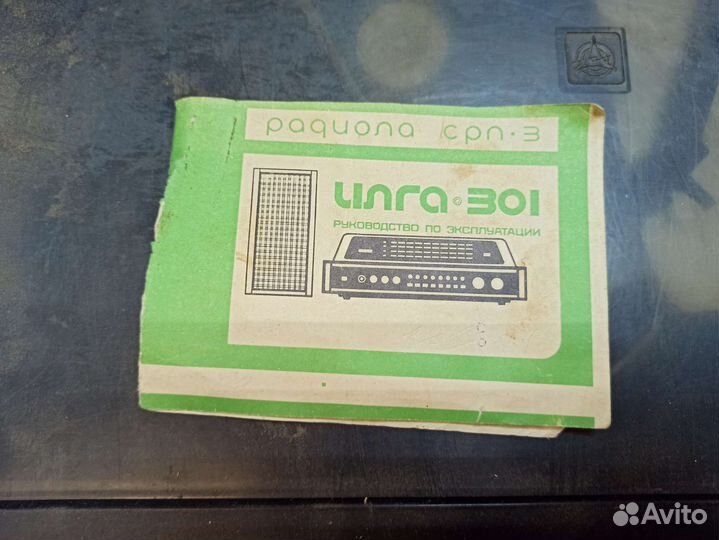 радиола срп·3
илга·301
РУКОВОДСТВО ПО ЭКСПЛУАТАЦИИ
Avito